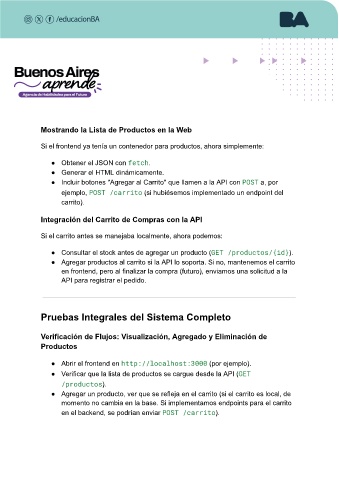 /educacionBA
BA
Buenos Aires
aprende
Agencia de Habilidades para el Futuro
Mostrando la Lista de Productos en la Web
Si el frontend ya tenía un contenedor para productos, ahora simplemente:
● Obtener el JSON con fetch.
● Generar el HTML dinámicamente.
● Incluir botones "Agregar al Carrito" que llamen a la API con POST a, por
ejemplo, POST /carrito (si hubiésemos implementado un endpoint del
carrito).
Integración del Carrito de Compras con la API
Si el carrito antes se manejaba localmente, ahora podemos:
● Consultar el stock antes de agregar un producto (GET /productos/{id}).
● Agregar productos al carrito si la API lo soporta. Si no, mantenemos el carrito
en frontend, pero al finalizar la compra (futuro), enviamos una solicitud a la
API para registrar el pedido.
Pruebas Integrales del Sistema Completo
Verificación de Flujos: Visualización, Agregado y Eliminación de
Productos
● Abrir el frontend en http://localhost:3000 (por ejemplo).
● Verificar que la lista de productos se cargue desde la API (GET
/productos).
● Agregar un producto, ver que se refleja en el carrito (si el carrito es local, de
momento no cambia en la base. Si implementamos endpoints para el carrito
en el backend, se podrían enviar POST /carrito).